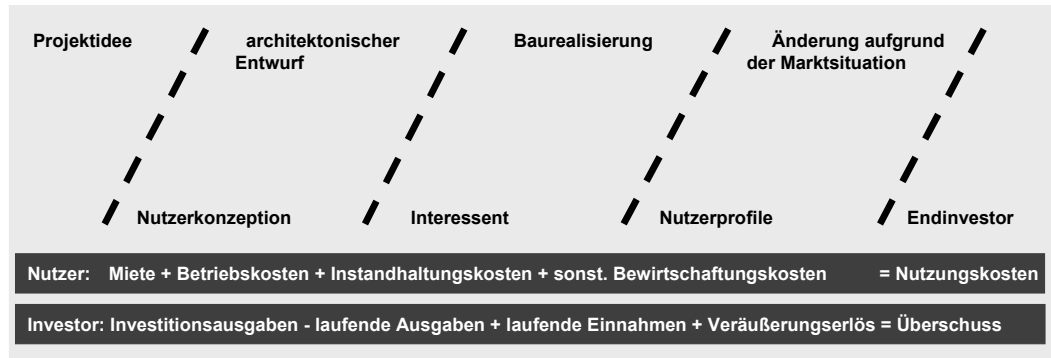 Projektidee architektonischer Baurealisierung Änderung aufgrund
Entwurf der Marktsituation
Nutzerkonzeption Interessent Nutzerprofile Endinvestor
Nutzer: Miete + Betriebskosten + Instandhaltungskosten + sonst. Bewirtschaftungskosten = Nutzungskosten
Investor: Investitionsausgaben - laufende Ausgaben + laufende Einnahmen + Veräußerungserlös = Überschuss